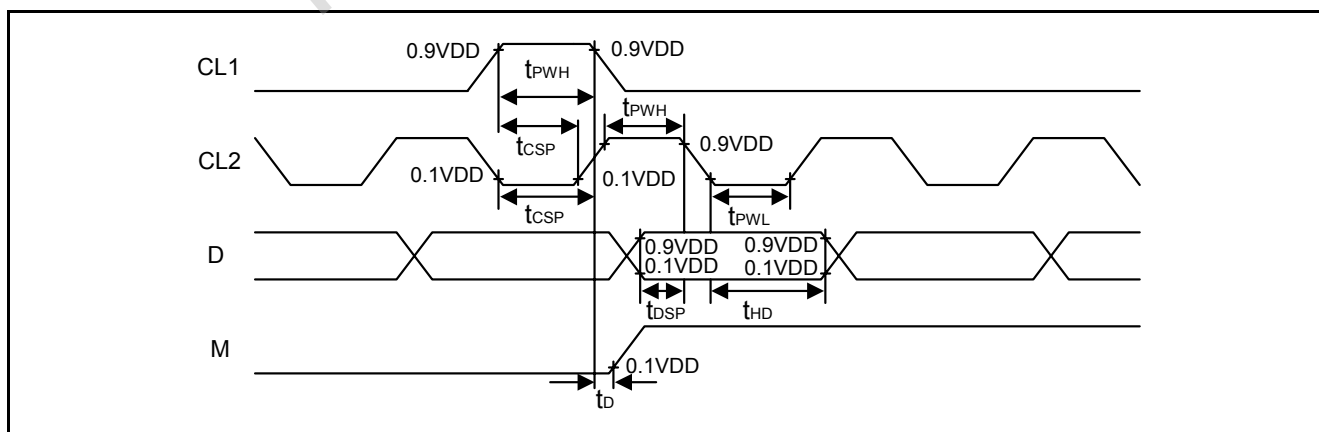 0.9VDD 0.9VDD
CL1
tPWH
tPWH
tCSP
CL2 0.9VDD
0.1VDD 0.1VDD
tCSP tPWL
D 0.9VDD 0.9VDD
0.1VDD 0.1VDD
tDSP tHD
M
0.1VDD
tD